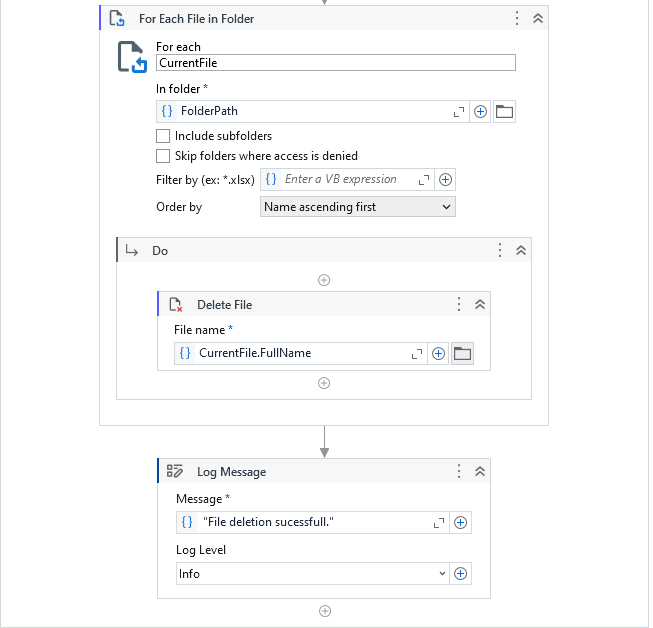 For Each File in Folder
For each
CurrentFile
In folder *
{} FolderPath
Include subfolders
Skip folders where access is denied
Filter by (ex: *.xlsx) {} Enter a VB expression
Order by Name ascending first
Do
Delete File
File name *
{} CurrentFile.FullName
Log Message
Message *
{} "File deletion sucessfull."
Log Level
Info